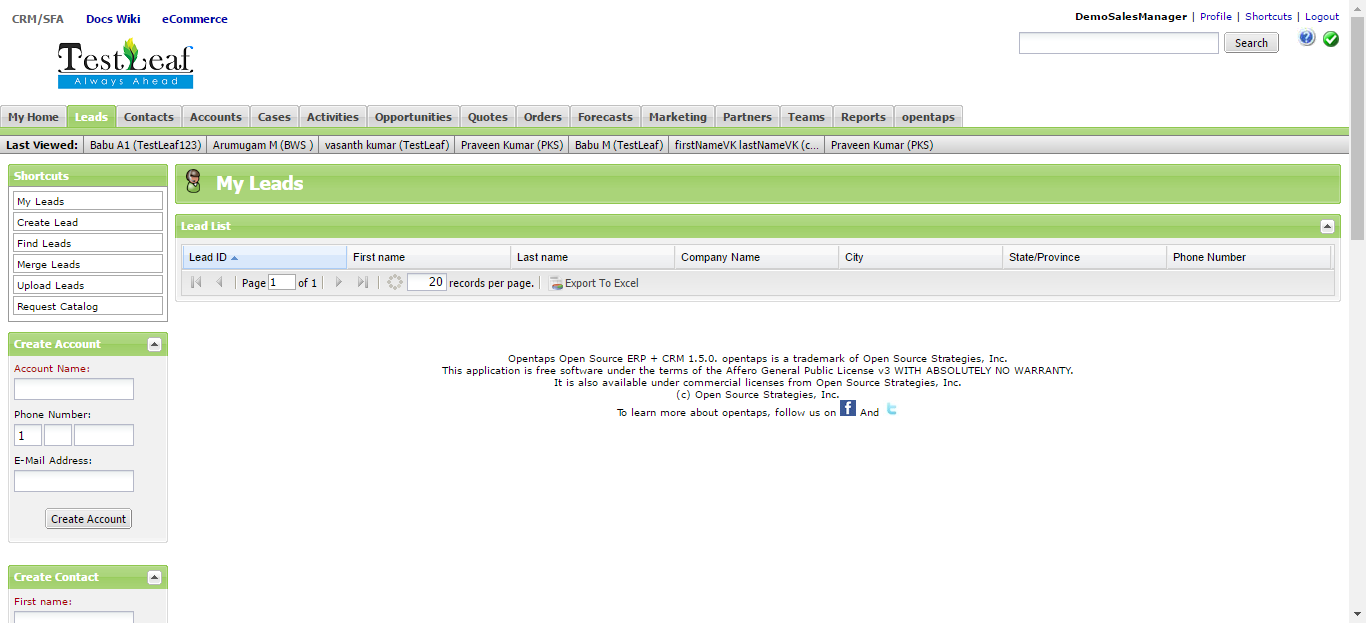 CRM/SFA Docs Wiki eCommerce
DemoSalesManager | Profile | Shortcuts | Logout
Search
TestLeaf
Always Ahead
My Home Leads Contacts Accounts Cases Activities Opportunities Quotes Orders Forecasts Marketing Partners Teams Reports opentaps
Last Viewed: Babu A1 (TestLeaf123) Arumugam M (BWS ) vasanth kumar (TestLeaf) Praveen Kumar (PKS) Babu M (TestLeaf) firstNameVK lastNameVK (c... Praveen Kumar (PKS)
Shortcuts
My Leads
Create Lead
Find Leads
Merge Leads
Upload Leads
Request Catalog
Create Account
Account Name:
Phone Number:
1
E-Mail Address:
Create Account
Create Contact
First name:
My Leads
Lead List
Lead ID First name Last name Company Name City State/Province Phone Number
Page 1 of 1 20 records per page. Export To Excel
Opentaps Open Source ERP + CRM 1.5.0. opentaps is a trademark of Open Source Strategies, Inc.
This application is free software under the terms of the Affero General Public License v3 WITH ABSOLUTELY NO WARRANTY.
It is also available under commercial licenses from Open Source Strategies, Inc.
(c) Open Source Strategies, Inc.
To learn more about opentaps, follow us on f And t